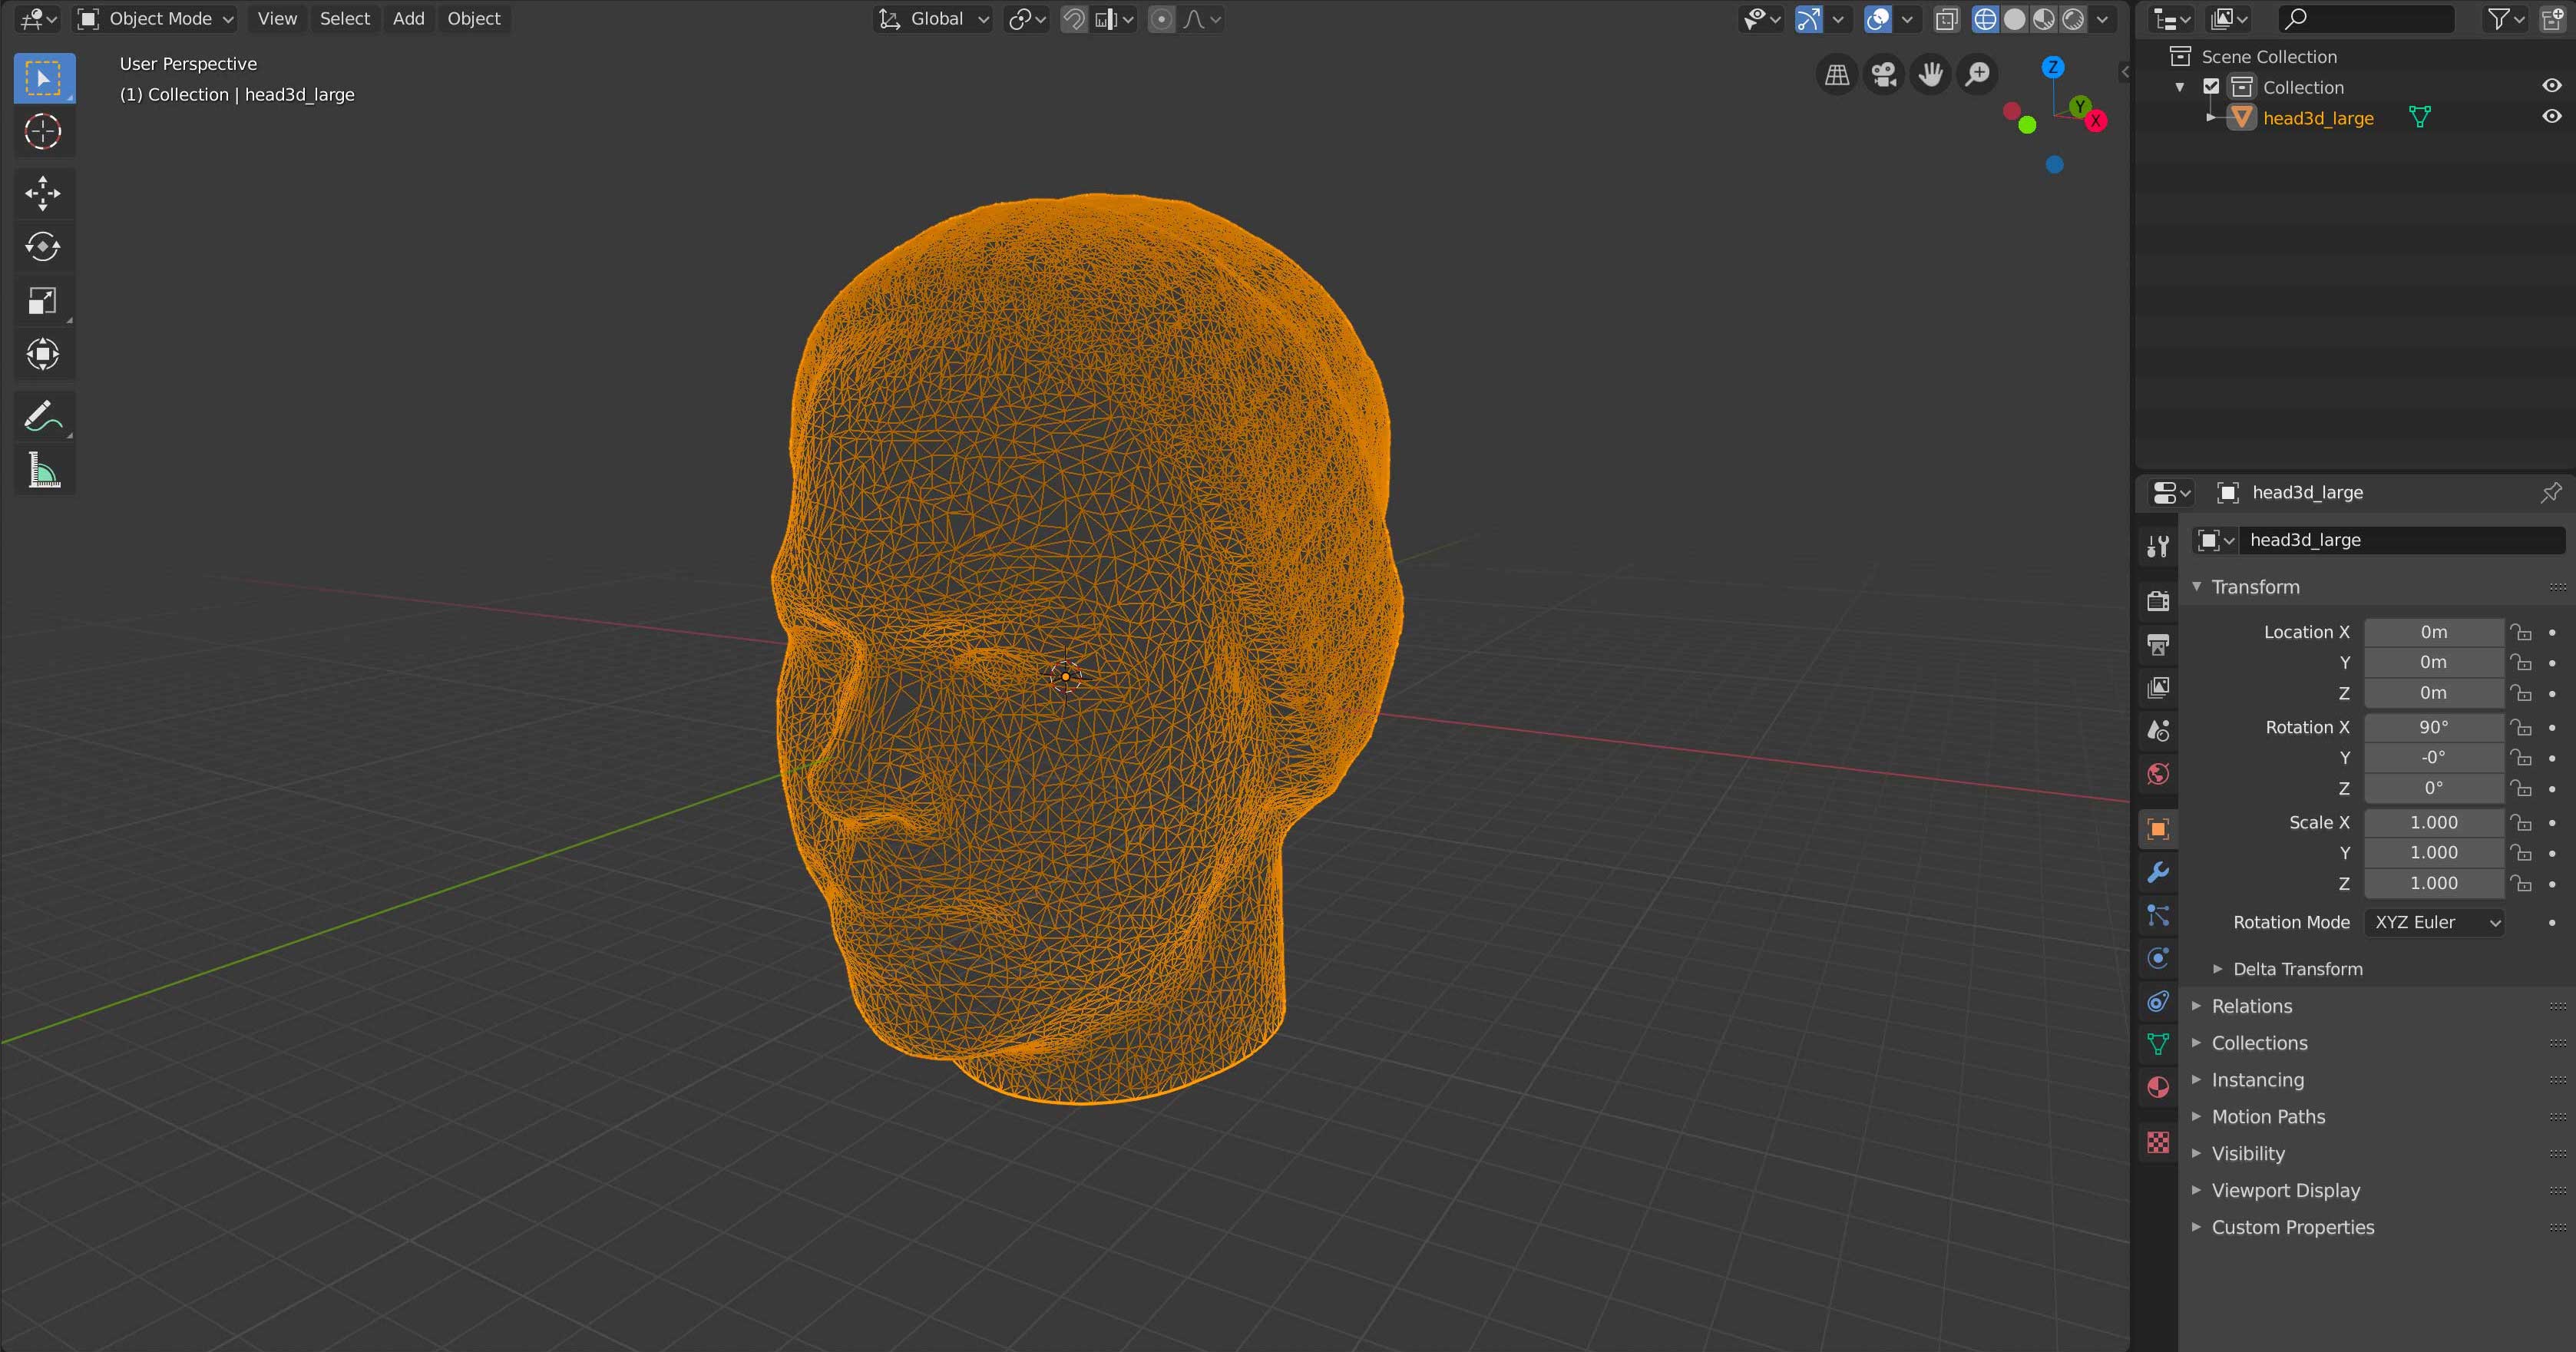 Object Mode View Select Add Object Global
User Perspective
(1) Collection | head3d_large
Z
Y
X
Scene Collection
Collection
head3d_large
head3d_large
head3d_large
Transform
Location X 0m
Y 0m
Z 0m
Rotation X 90°
Y -0°
Z 0°
Scale X 1.000
Y 1.000
Z 1.000
Rotation Mode XYZ Euler
Delta Transform
Relations
Collections
Instancing
Motion Paths
Visibility
Viewport Display
Custom Properties